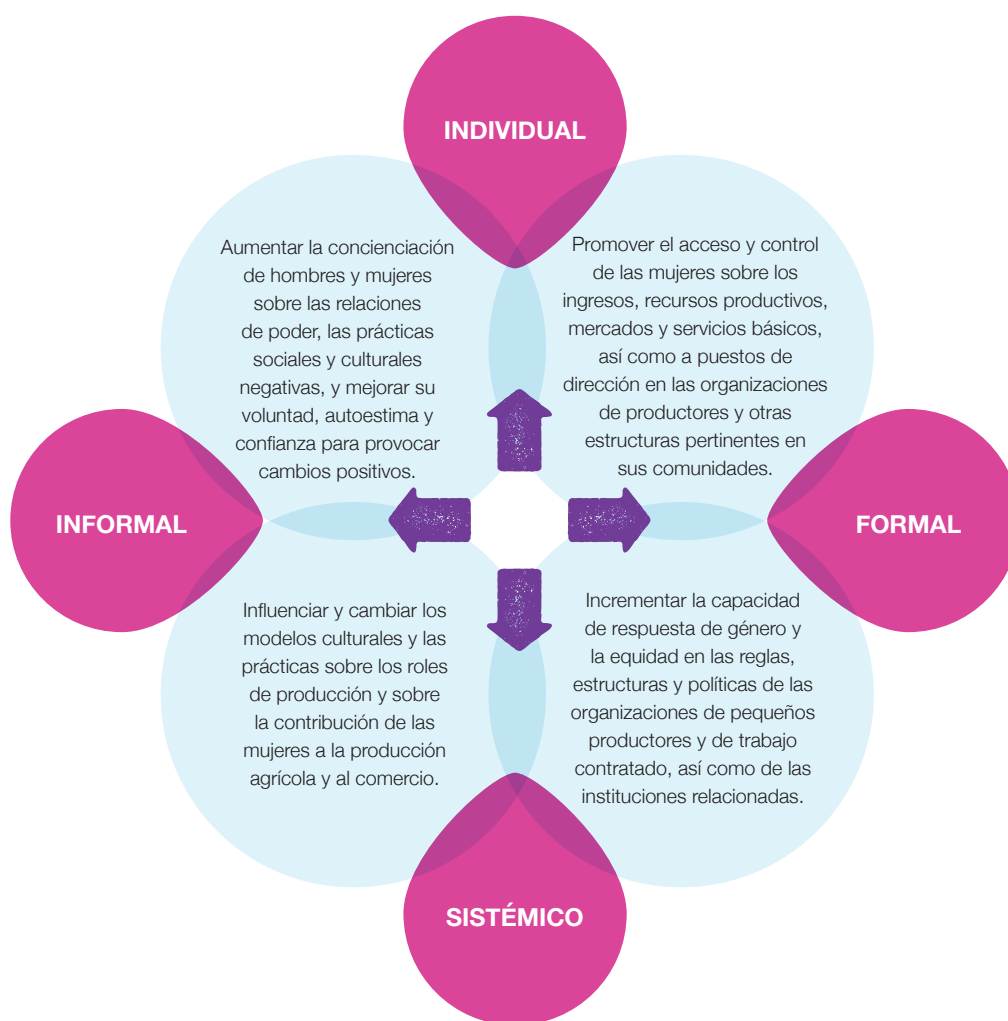 INDIVIDUAL
Aumentar la concienciación
de hombres y mujeres
sobre las relaciones
de poder, las prácticas
sociales y culturales
negativas, y mejorar su
voluntad, autoestima y
confianza para provocar
cambios positivos.
Promover el acceso y control
de las mujeres sobre los
ingresos, recursos productivos,
mercados y servicios básicos,
así como a puestos de
dirección en las organizaciones
de productores y otras
estructuras pertinentes en
sus comunidades.
INFORMAL
FORMAL
Influenciar y cambiar los
modelos culturales y las
prácticas sobre los roles
de producción y sobre
la contribución de las
mujeres a la producción
agrícola y al comercio.
Incrementar la capacidad
de respuesta de género y
la equidad en las reglas,
estructuras y políticas de las
organizaciones de pequeños
productores y de trabajo
contratado, así como de las
instituciones relacionadas.
SISTÉMICO